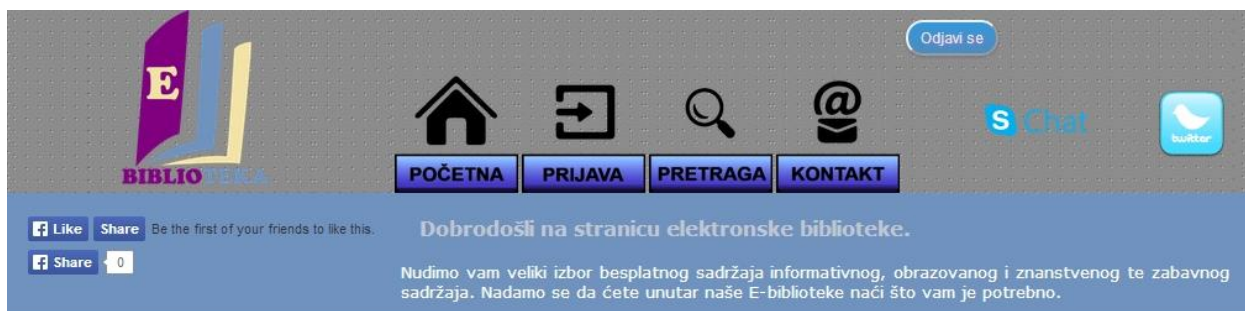 E
BIBLIOTEKA
Odjavi se
POČETNA
PRIJAVA
PRETRAGA
KONTAKT
S Chat
twitter
Like Share Be the first of your friends to like this.
Share 0
Dobrodošli na stranicu elektronske biblioteke.
Nudimo vam veliki izbor besplatnog sadržaja informativnog, obrazovanog i znanstvenog te zabavnog
sadržaja. Nadamo se da ćete unutar naše E-biblioteke naći što vam je potrebno.